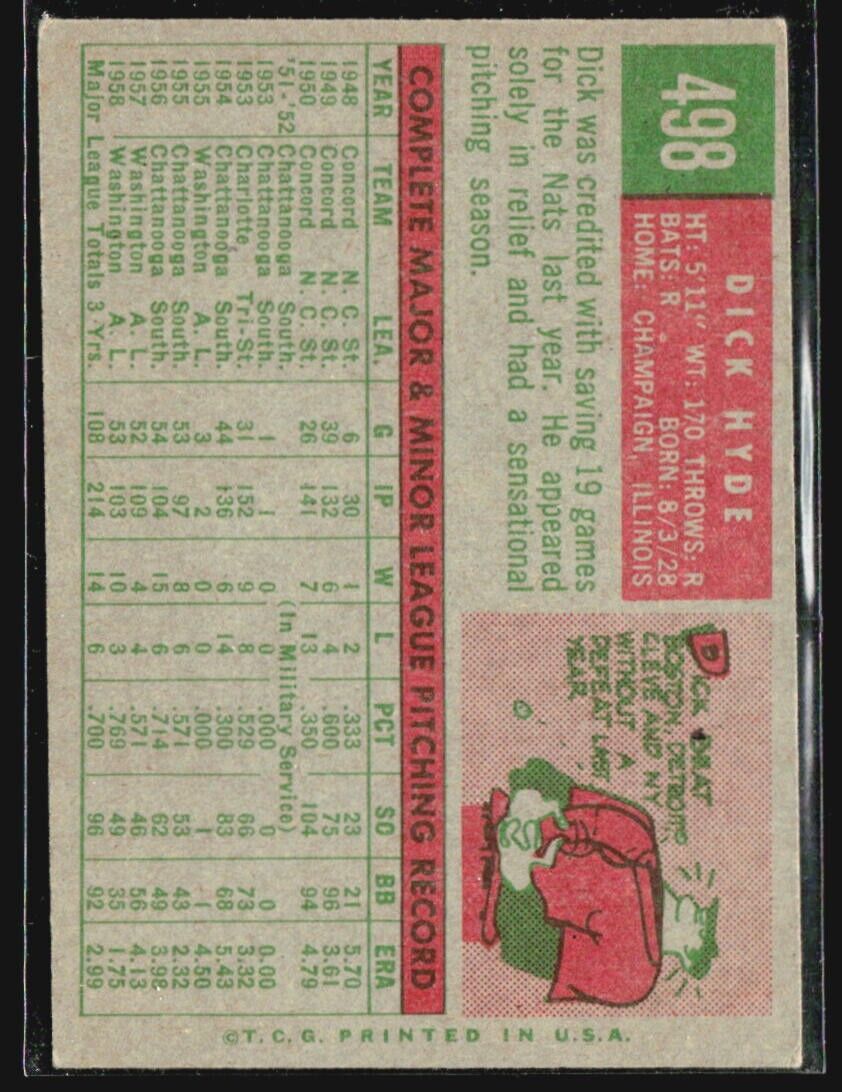 498
DICK HYDE
HT: 5'11" WT: 170 THROWS: R
BATS: R BORN: 8/3/28
HOME: CHAMPAIGN, ILLINOIS
Dick was credited with saving 19 games
for the Nats last year. He appeared
solely in relief and had a sensational
pitching season.
DICK BEAT
BOSTON, DETROIT,
CLEVE AND NY
WITHOUT A
DEFEAT LAST
YEAR
COMPLETE MAJOR & MINOR LEAGUE PITCHING RECORD
YEAR TEAM LEA. G IP W L PCT SO BB ERA
1948 Concord N. C. St. 6 30 1 2 .333 23 21 5.70
1949 Concord N. C. St. 39 132 6 4 .600 75 96 3.61
1950 Concord N. C. St. 26 141 7 13 .350 104 94 4.79
'51-'52 Chattanooga South. (In Military Service)
1953 Chattanooga South. 1 1 0 0 .000 0 0 0.00
1953 Charlotte Tri-St. 31 152 9 8 .529 66 73 3.32
1954 Chattanooga South. 44 136 6 14 .300 83 68 5.43
1955 Washington A. L. 3 2 0 0 .000 1 1 4.50
1955 Chattanooga South. 53 97 8 6 .571 53 43 2.32
1956 Chattanooga South. 54 104 15 6 .714 62 49 3.98
1957 Washington A. L. 52 109 4 4 .571 46 56 4.13
1958 Washington A. L. 53 103 10 3 .769 49 35 1.75
Major League Totals 3 Yrs. 108 214 14 6 .700 96 92 2.99
©T.C.G. PRINTED IN U.S.A.